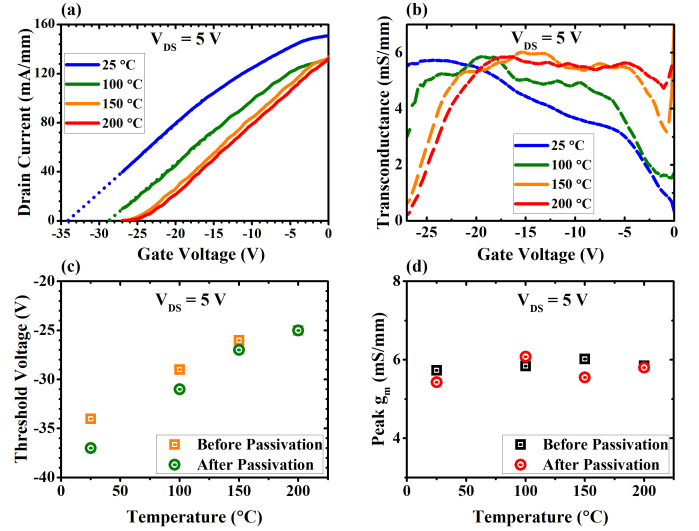 (a)
V_DS = 5 V
25 °C
100 °C
150 °C
200 °C
Drain Current (mA/mm)
160
120
80
40
0
-35 -30 -25 -20 -15 -10 -5 0
Gate Voltage (V)
(b)
V_DS = 5 V
Transconductance (mS/mm)
6
4
2
0
25 °C
100 °C
150 °C
200 °C
-25 -20 -15 -10 -5 0
Gate Voltage (V)
(c)
V_DS = 5 V
Threshold Voltage (V)
-20
-25
-30
-35
-40
Before Passivation
After Passivation
0 50 100 150 200
Temperature (°C)
(d)
V_DS = 5 V
Peak g_m (mS/mm)
8
6
4
Before Passivation
After Passivation
0 50 100 150 200
Temperature (°C)